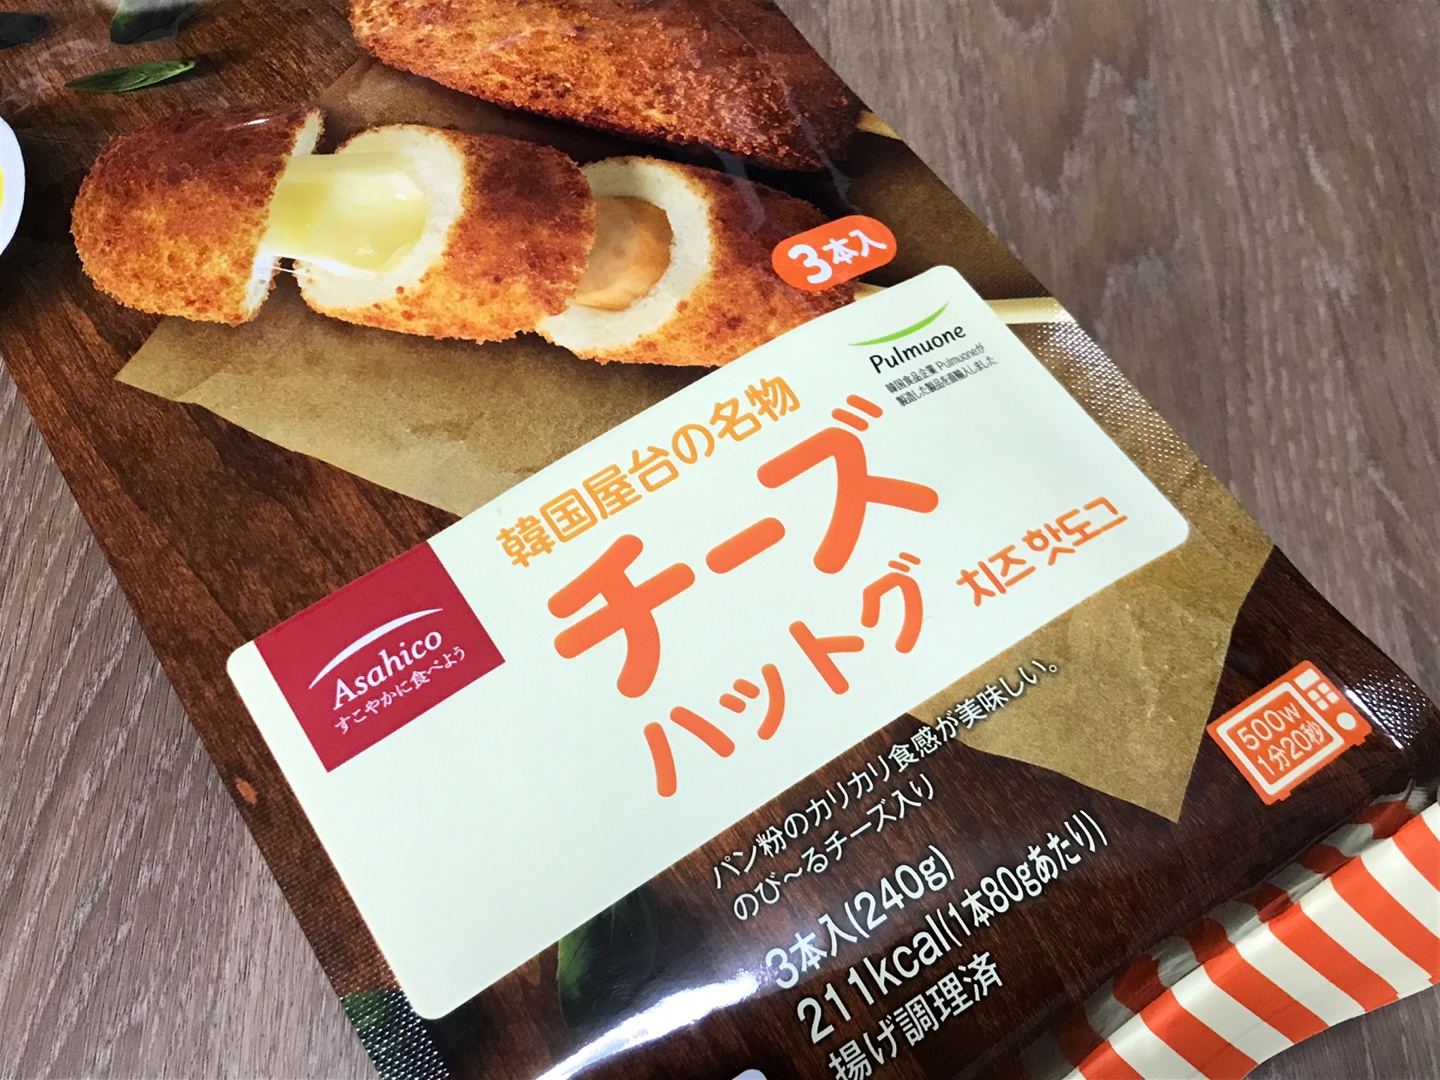 3本入
Pulmuone
韓国食品企業 Pulmuoneが
製造した製品を直輸入しました
韓国屋台の名物
チーズ
ハットグ
치즈 핫도그
Asahico
すこやかに食べよう
パン粉のカリカリ食感が美味しい。
のび〜るチーズ入り
500w
1分20秒
3本入(240g)
211kcal(1本80gあたり)
揚げ調理済